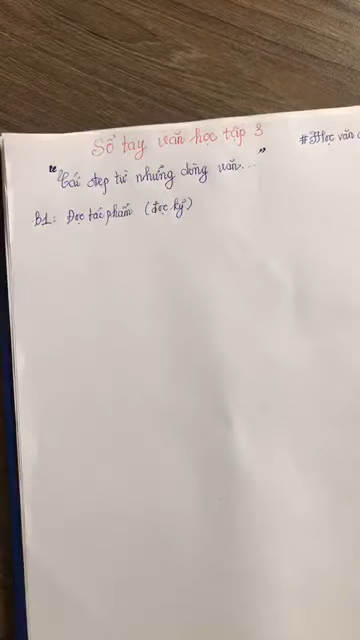 Sổ tay văn học tập 3
#Học văn
"Cái đẹp từ những dòng văn..."
B1: Đọc tác phẩm (đọc kỹ)